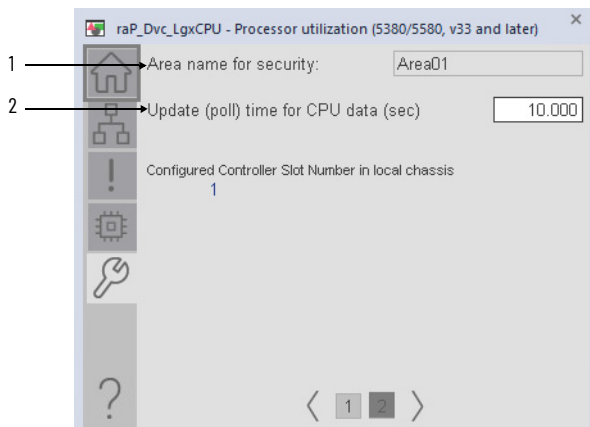 raP_Dvc_LgxCPU - Processor utilization (5380/5580, v33 and later) ×
1 Area name for security: Area01
2 Update (poll) time for CPU data (sec) 10.000
Configured Controller Slot Number in local chassis
1
?
1 2